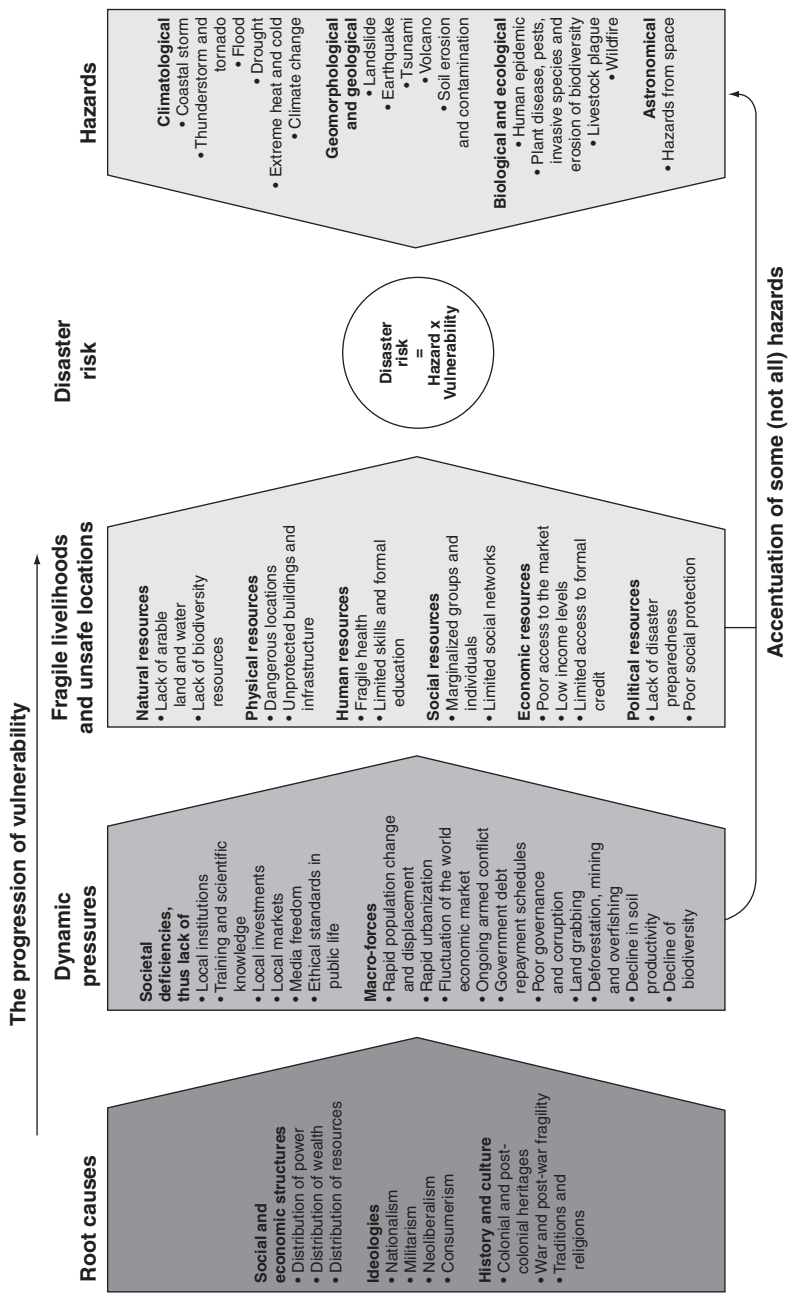 The progression of vulnerability
Root causes
Social and
economic structures
• Distribution of power
• Distribution of wealth
• Distribution of resources
Ideologies
• Nationalism
• Militarism
• Neoliberalism
• Consumerism
History and culture
• Colonial and post-
colonial heritages
• War and post-war fragility
• Traditions and
religions
Dynamic
pressures
Societal
deficiencies,
thus lack of
• Local institutions
• Training and scientific
knowledge
• Local investments
• Local markets
• Media freedom
• Ethical standards in
public life
Macro-forces
• Rapid population change
and displacement
• Rapid urbanization
• Fluctuation of the world
economic market
• Ongoing armed conflict
• Government debt
repayment schedules
• Poor governance
and corruption
• Land grabbing
• Deforestation, mining
and overfishing
• Decline in soil
productivity
• Decline of
biodiversity
Fragile livelihoods
and unsafe locations
Natural resources
• Lack of arable
land and water
• Lack of biodiversity
resources
Physical resources
• Dangerous locations
• Unprotected buildings and
infrastructure
Human resources
• Fragile health
• Limited skills and formal
education
Social resources
• Marginalized groups and
individuals
• Limited social networks
Economic resources
• Poor access to the market
• Low income levels
• Limited access to formal
credit
Political resources
• Lack of disaster
preparedness
• Poor social protection
Disaster
risk
Disaster
risk
=
Hazard x
Vulnerability
Hazards
Climatological
• Coastal storm
• Thunderstorm and
tornado
• Flood
• Drought
• Extreme heat and cold
• Climate change
Geomorphological
and geological
• Landslide
• Earthquake
• Tsunami
• Volcano
• Soil erosion
and contamination
Biological and ecological
• Human epidemic
• Plant disease, pests,
invasive species and
erosion of biodiversity
• Livestock plague
• Wildfire
Astronomical
• Hazards from space
Accentuation of some (not all) hazards